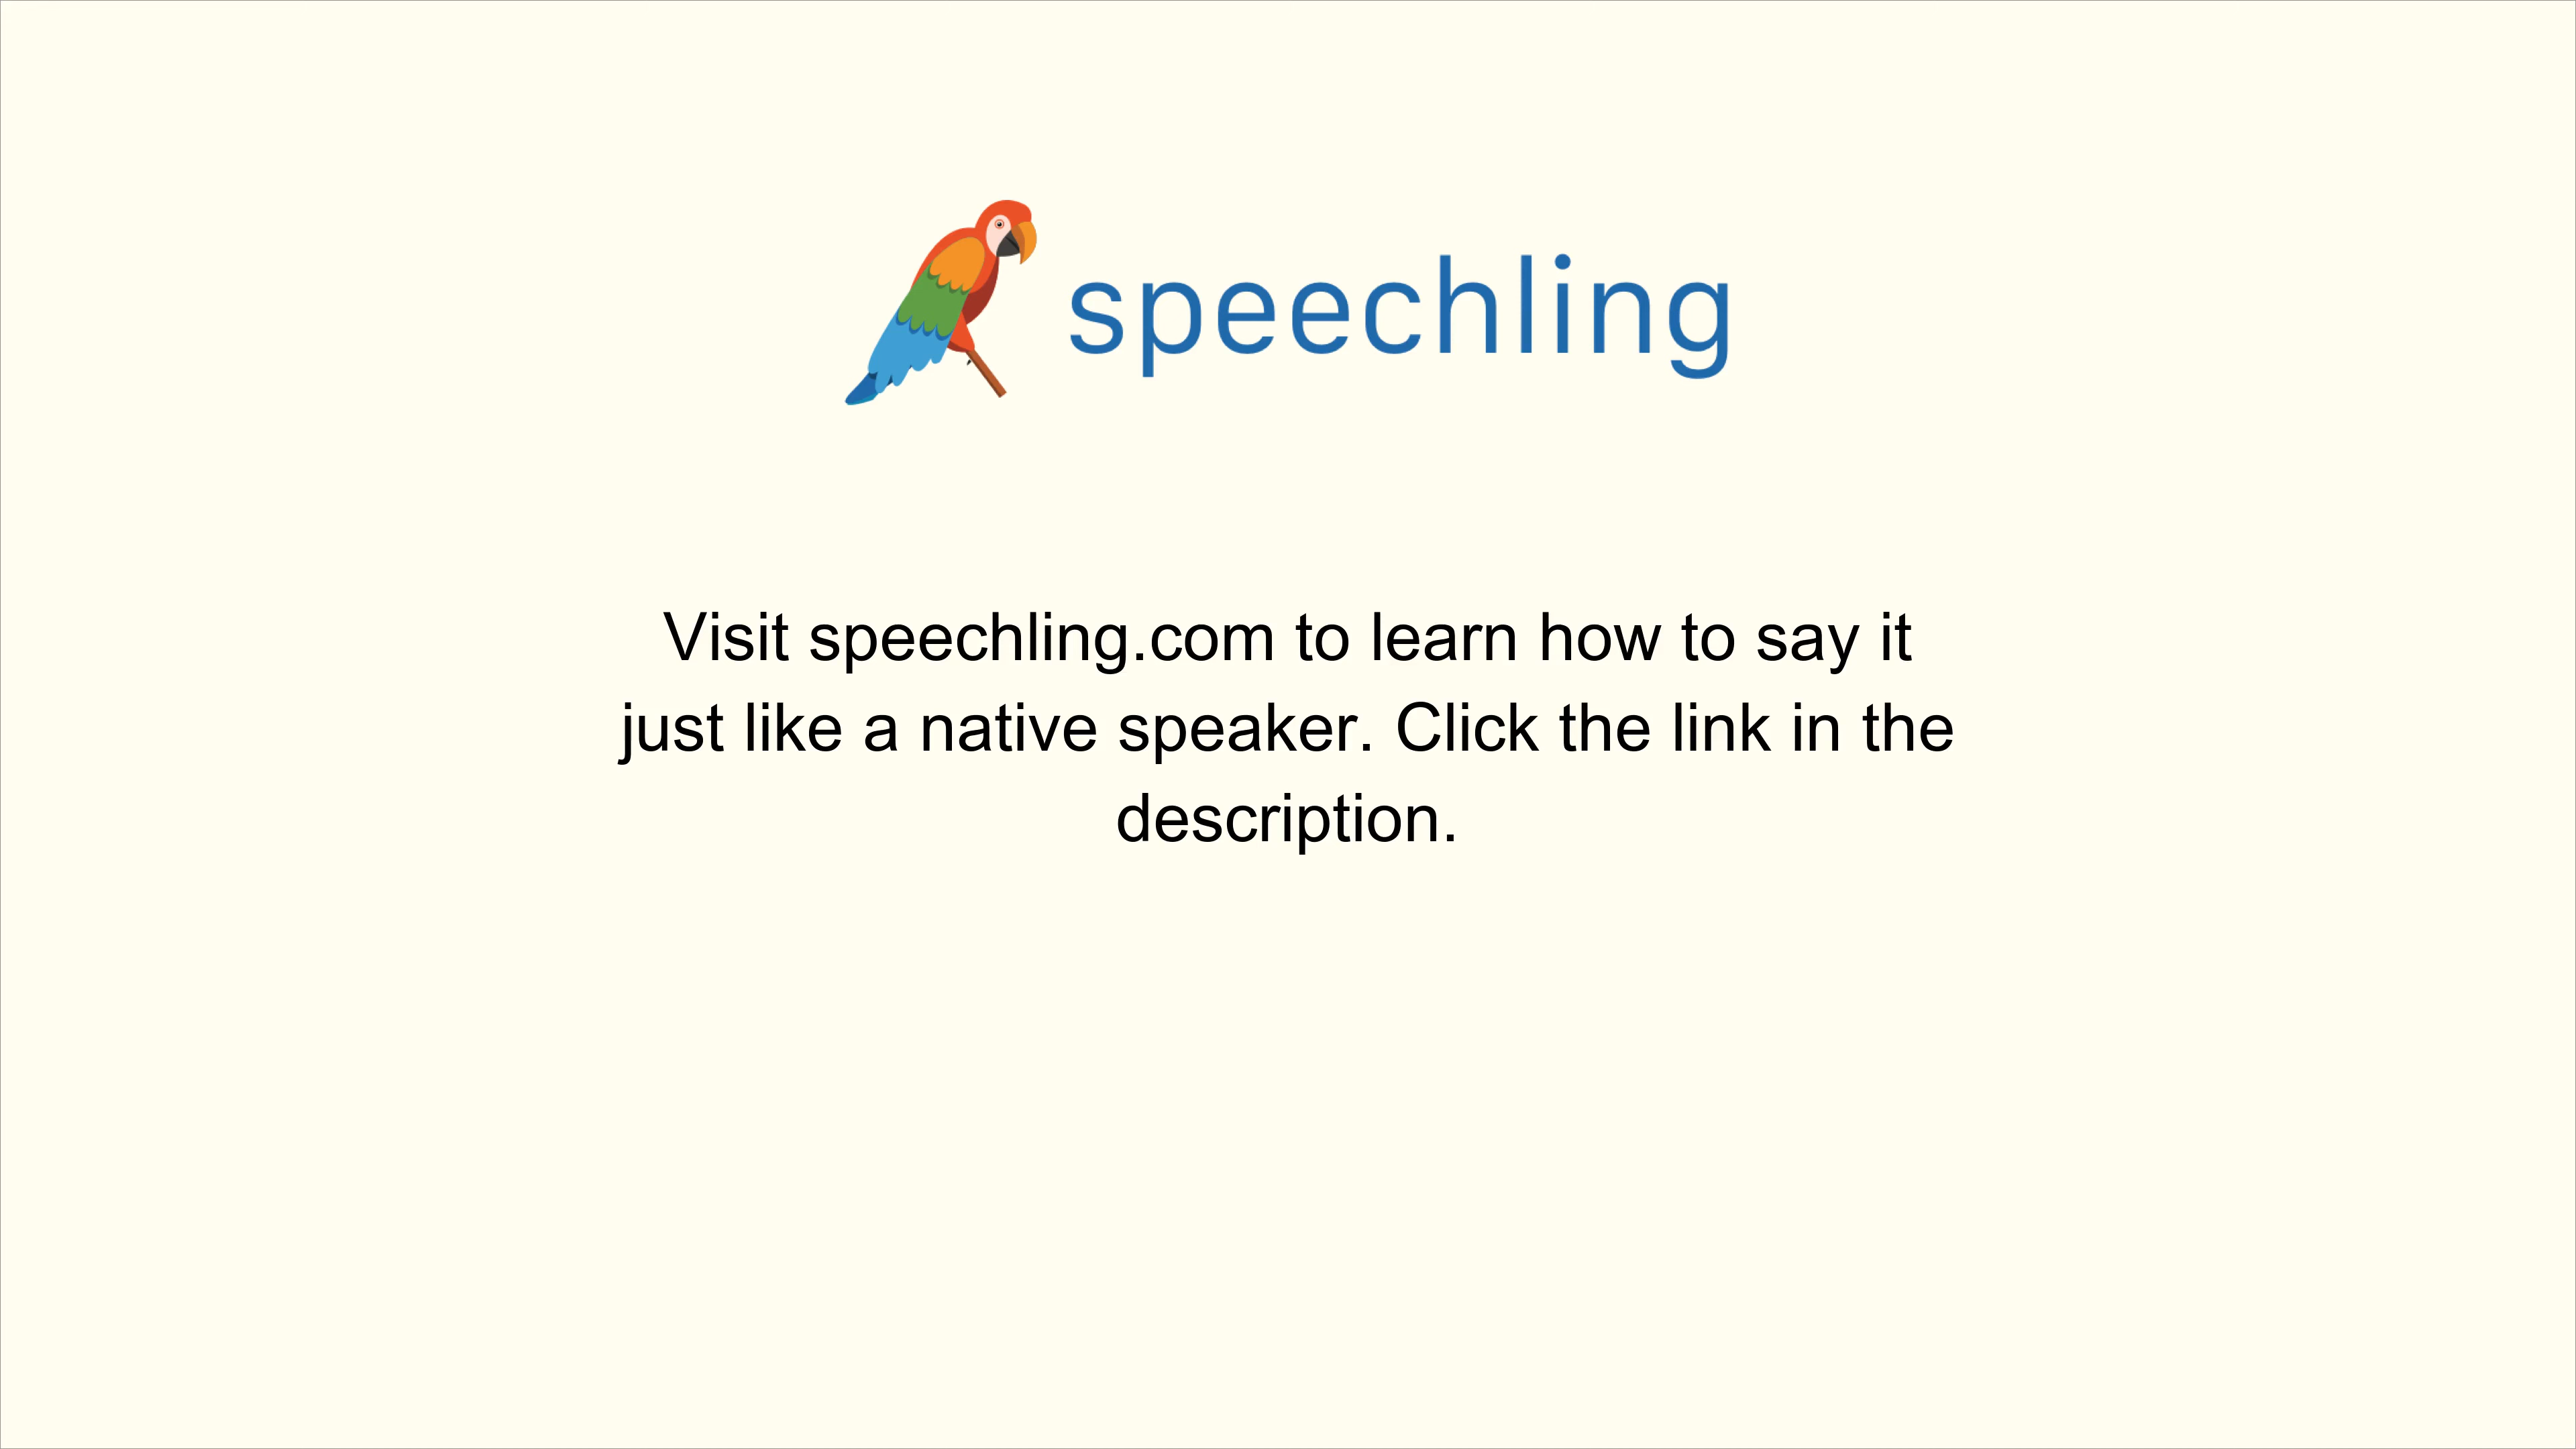 speechling
Visit speechling.com to learn how to say it
just like a native speaker. Click the link in the
description.